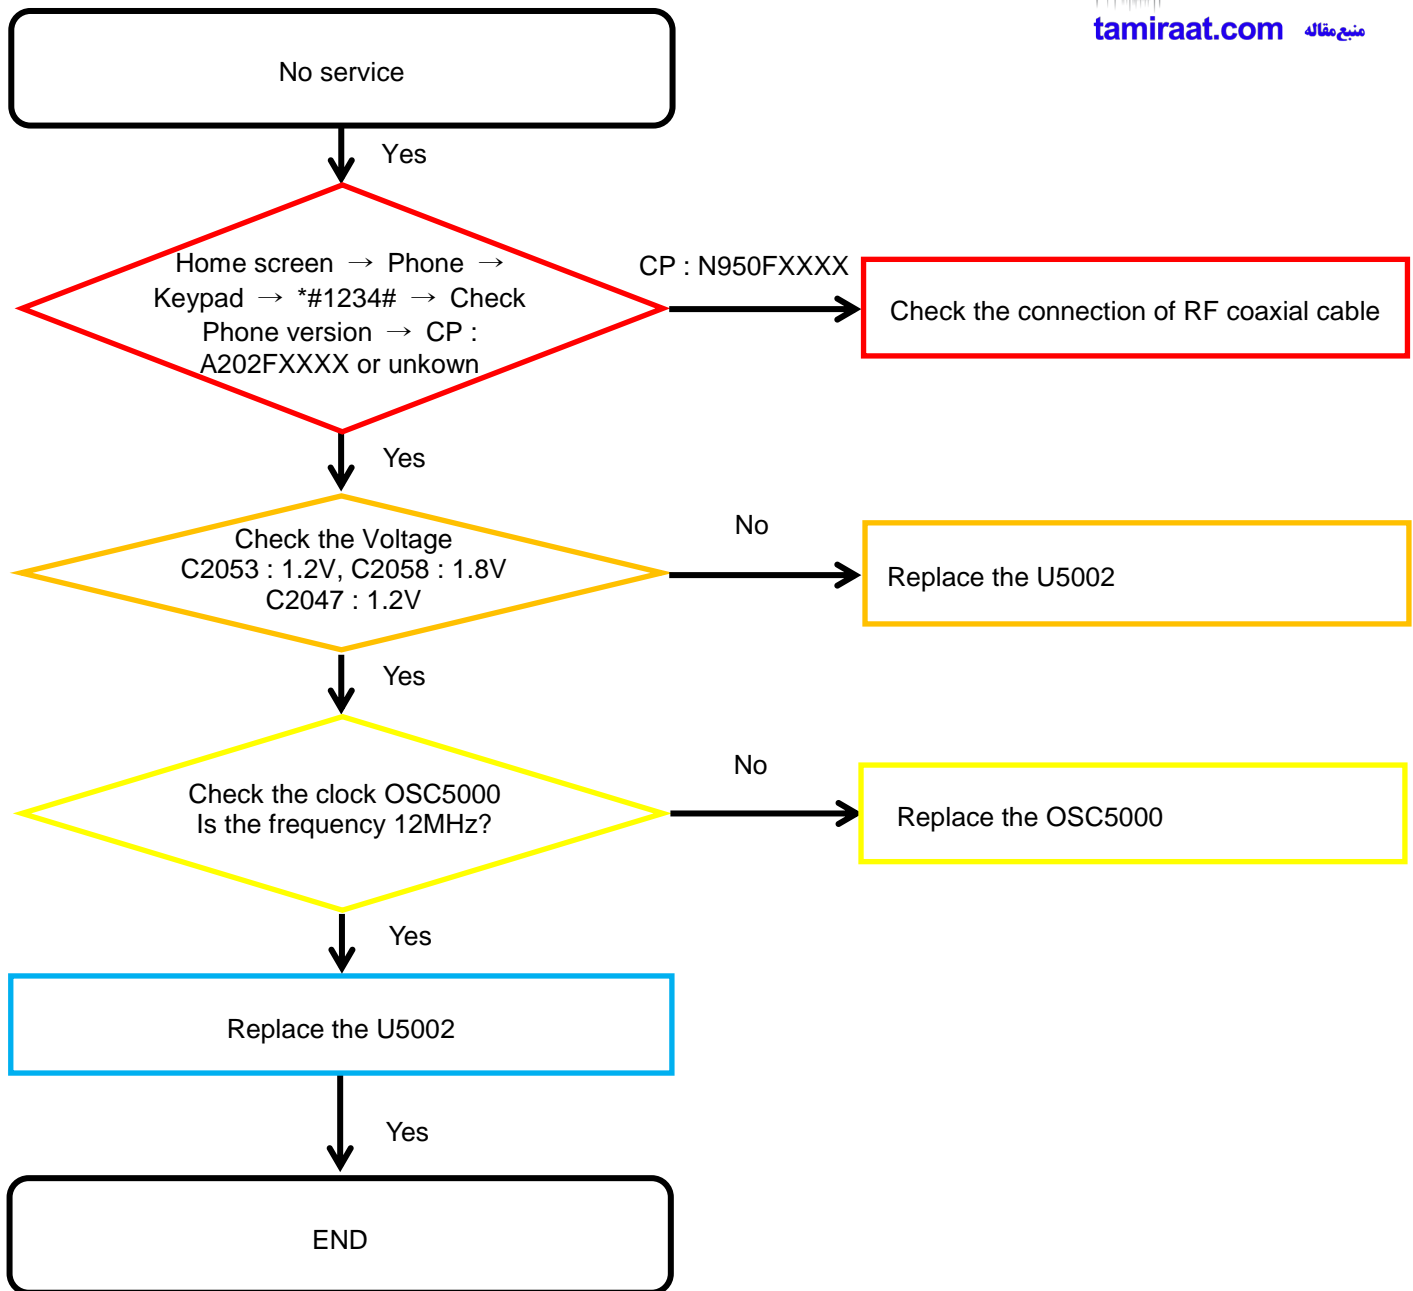 tamiraat.com منبع مقاله
No service
Yes
Home screen → Phone →
Keypad → *#1234# → Check
Phone version → CP :
A202FXXXX or unkown
CP : N950FXXXX
Check the connection of RF coaxial cable
Yes
Check the Voltage
C2053 : 1.2V, C2058 : 1.8V
C2047 : 1.2V
No
Replace the U5002
Yes
Check the clock OSC5000
Is the frequency 12MHz?
No
Replace the OSC5000
Yes
Replace the U5002
Yes
END